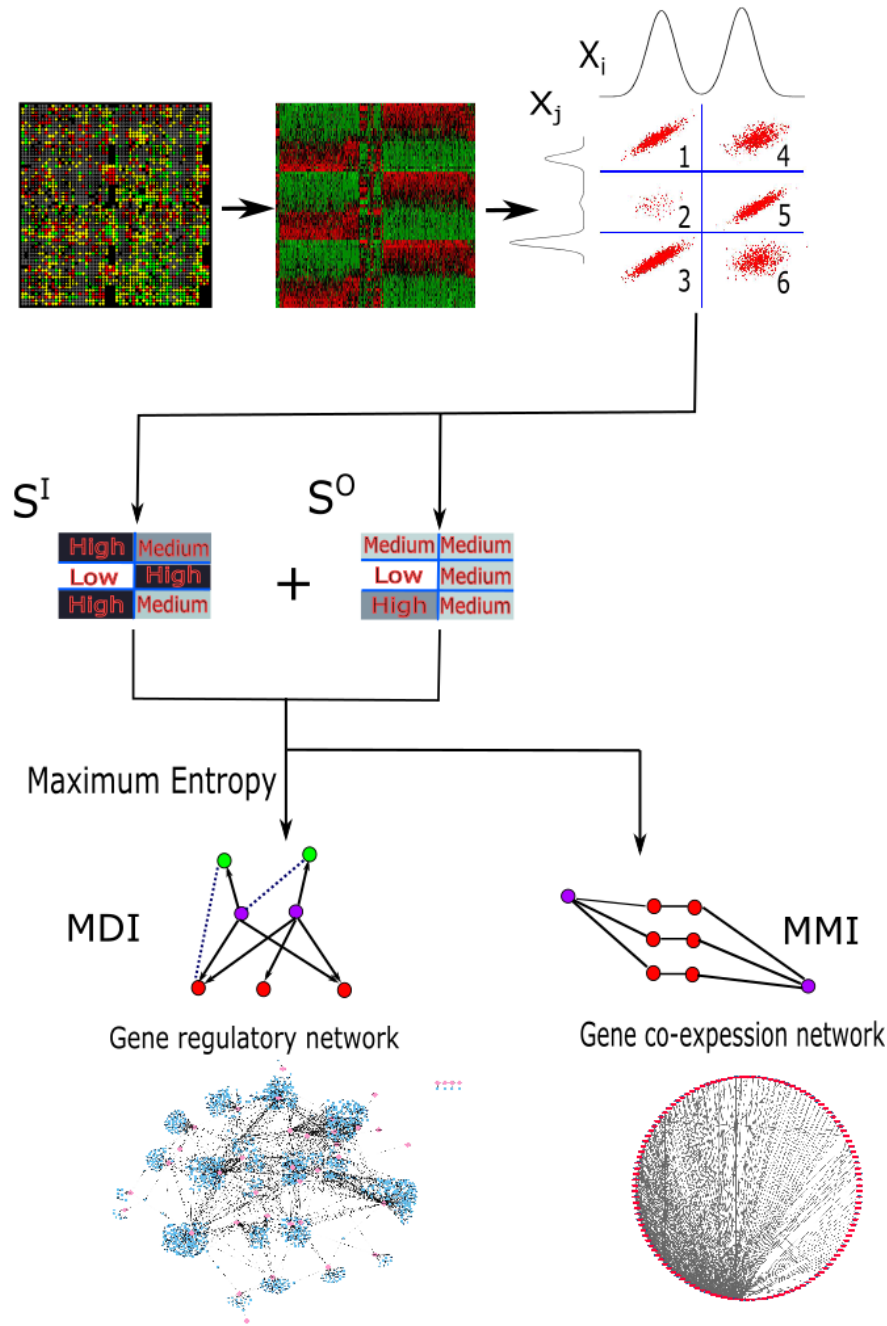 Xi
Xj
1
4
2
5
3
6
S^I
S^O
High
Medium
Low
High
High
Medium
+
Medium
Medium
Low
Medium
High
Medium
Maximum Entropy
MDI
MMI
Gene regulatory network
Gene co-expession network